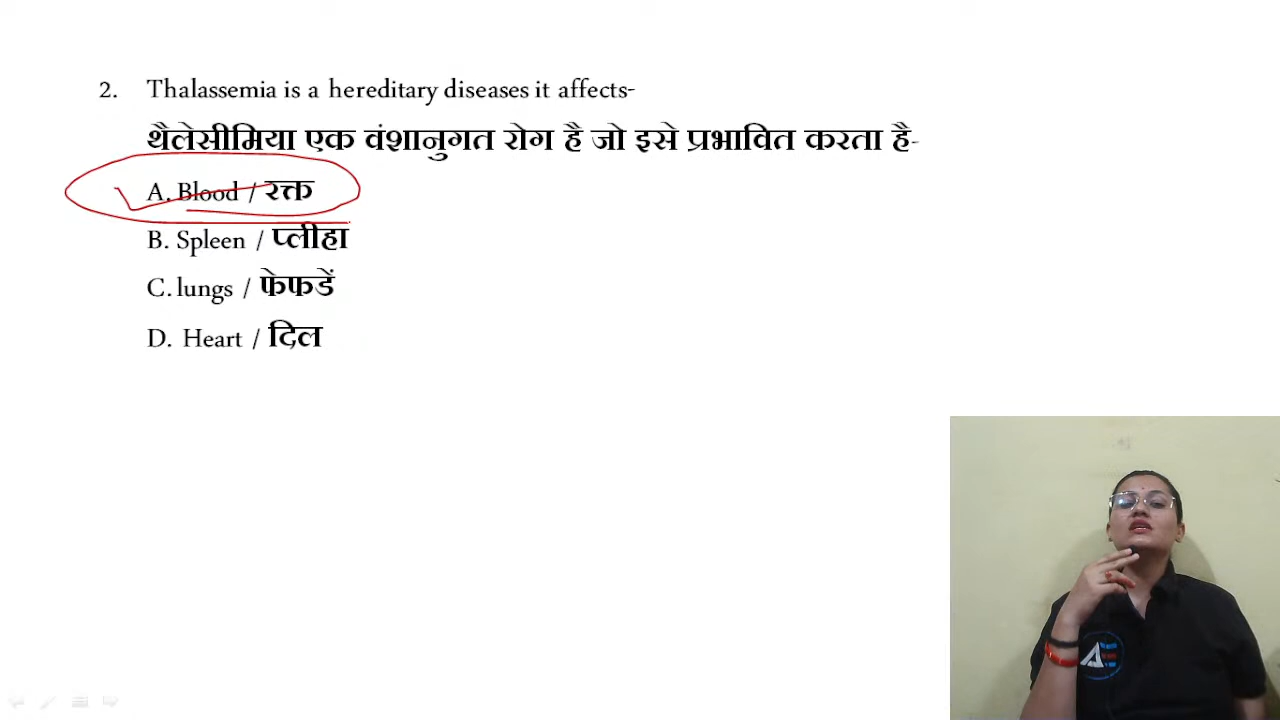 2. Thalassemia is a hereditary diseases it affects-
थैलेसीमिया एक वंशानुगत रोग है जो इसे प्रभावित करता है-
A. Blood / रक्त
B. Spleen / प्लीहा
C. lungs / फेफडें
D. Heart / दिल